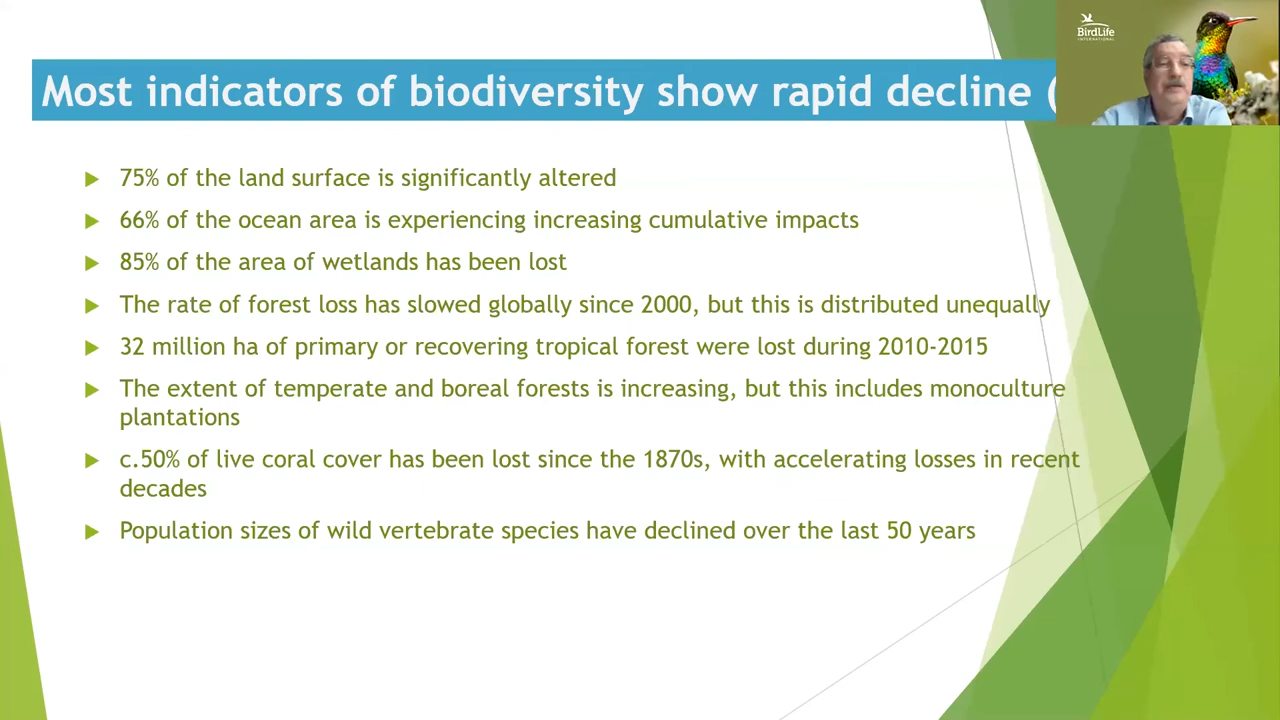 BirdLife
INTERNATIONAL
Most indicators of biodiversity show rapid decline (
75% of the land surface is significantly altered
66% of the ocean area is experiencing increasing cumulative impacts
85% of the area of wetlands has been lost
The rate of forest loss has slowed globally since 2000, but this is distributed unequally
32 million ha of primary or recovering tropical forest were lost during 2010-2015
The extent of temperate and boreal forests is increasing, but this includes monoculture
plantations
c.50% of live coral cover has been lost since the 1870s, with accelerating losses in recent
decades
Population sizes of wild vertebrate species have declined over the last 50 years